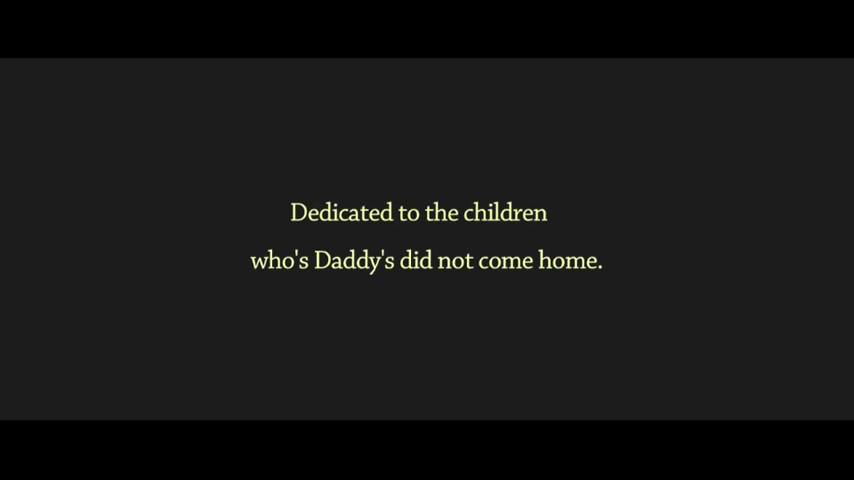 Dedicated to the children
who's Daddy's did not come home.